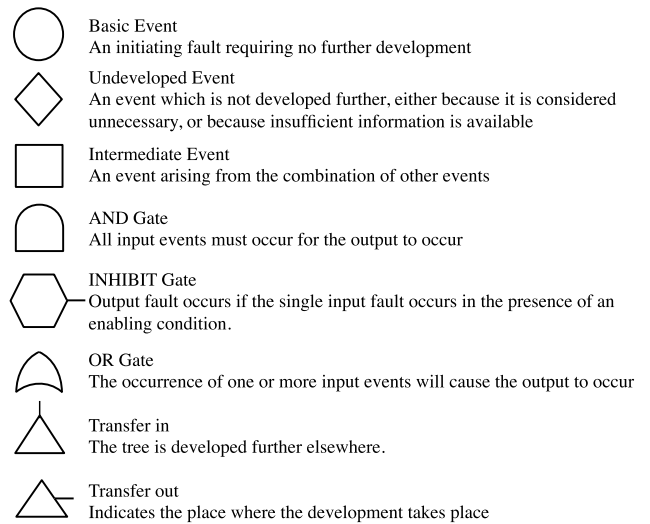 Basic Event
An initiating fault requiring no further development
Undeveloped Event
An event which is not developed further, either because it is considered
unnecessary, or because insufficient information is available
Intermediate Event
An event arising from the combination of other events
AND Gate
All input events must occur for the output to occur
INHIBIT Gate
Output fault occurs if the single input fault occurs in the presence of an
enabling condition.
OR Gate
The occurrence of one or more input events will cause the output to occur
Transfer in
The tree is developed further elsewhere.
Transfer out
Indicates the place where the development takes place